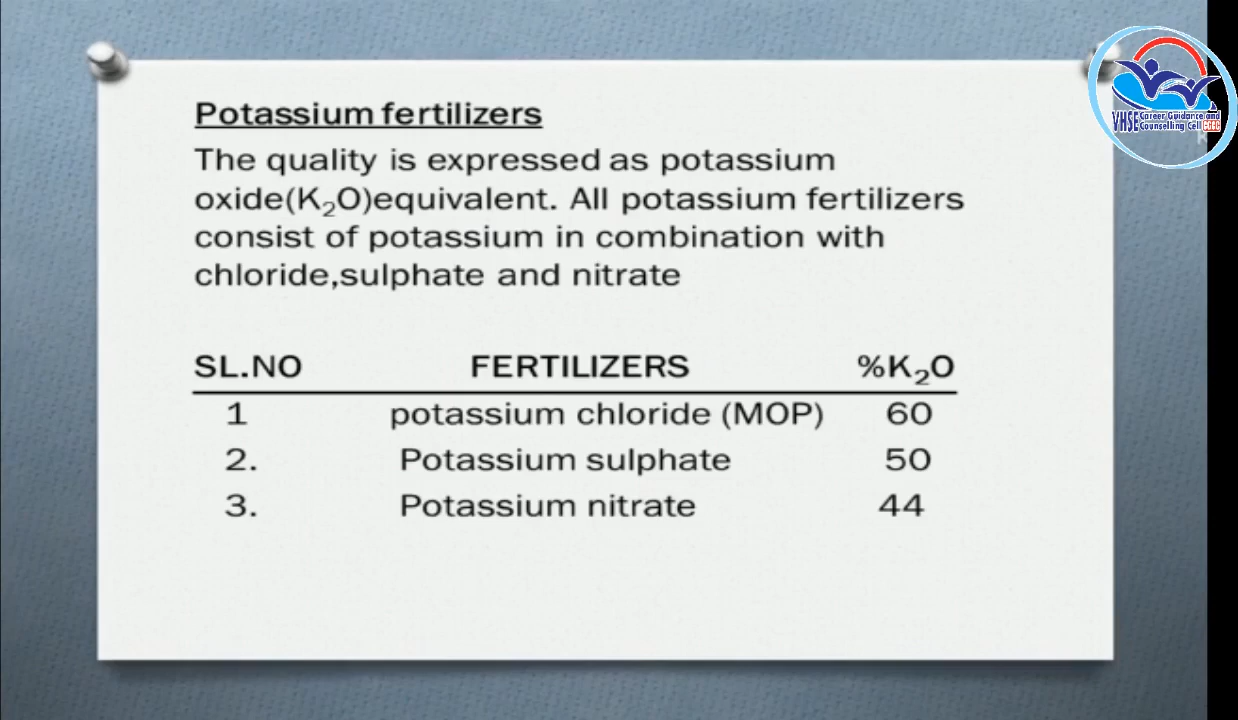 Potassium fertilizers
The quality is expressed as potassium
oxide(K₂O)equivalent. All potassium fertilizers
consist of potassium in combination with
chloride,sulphate and nitrate
SL.NO FERTILIZERS %K₂O
1 potassium chloride (MOP) 60
2. Potassium sulphate 50
3. Potassium nitrate 44
VHSE Career Guidance and
Counselling Cell CGCC